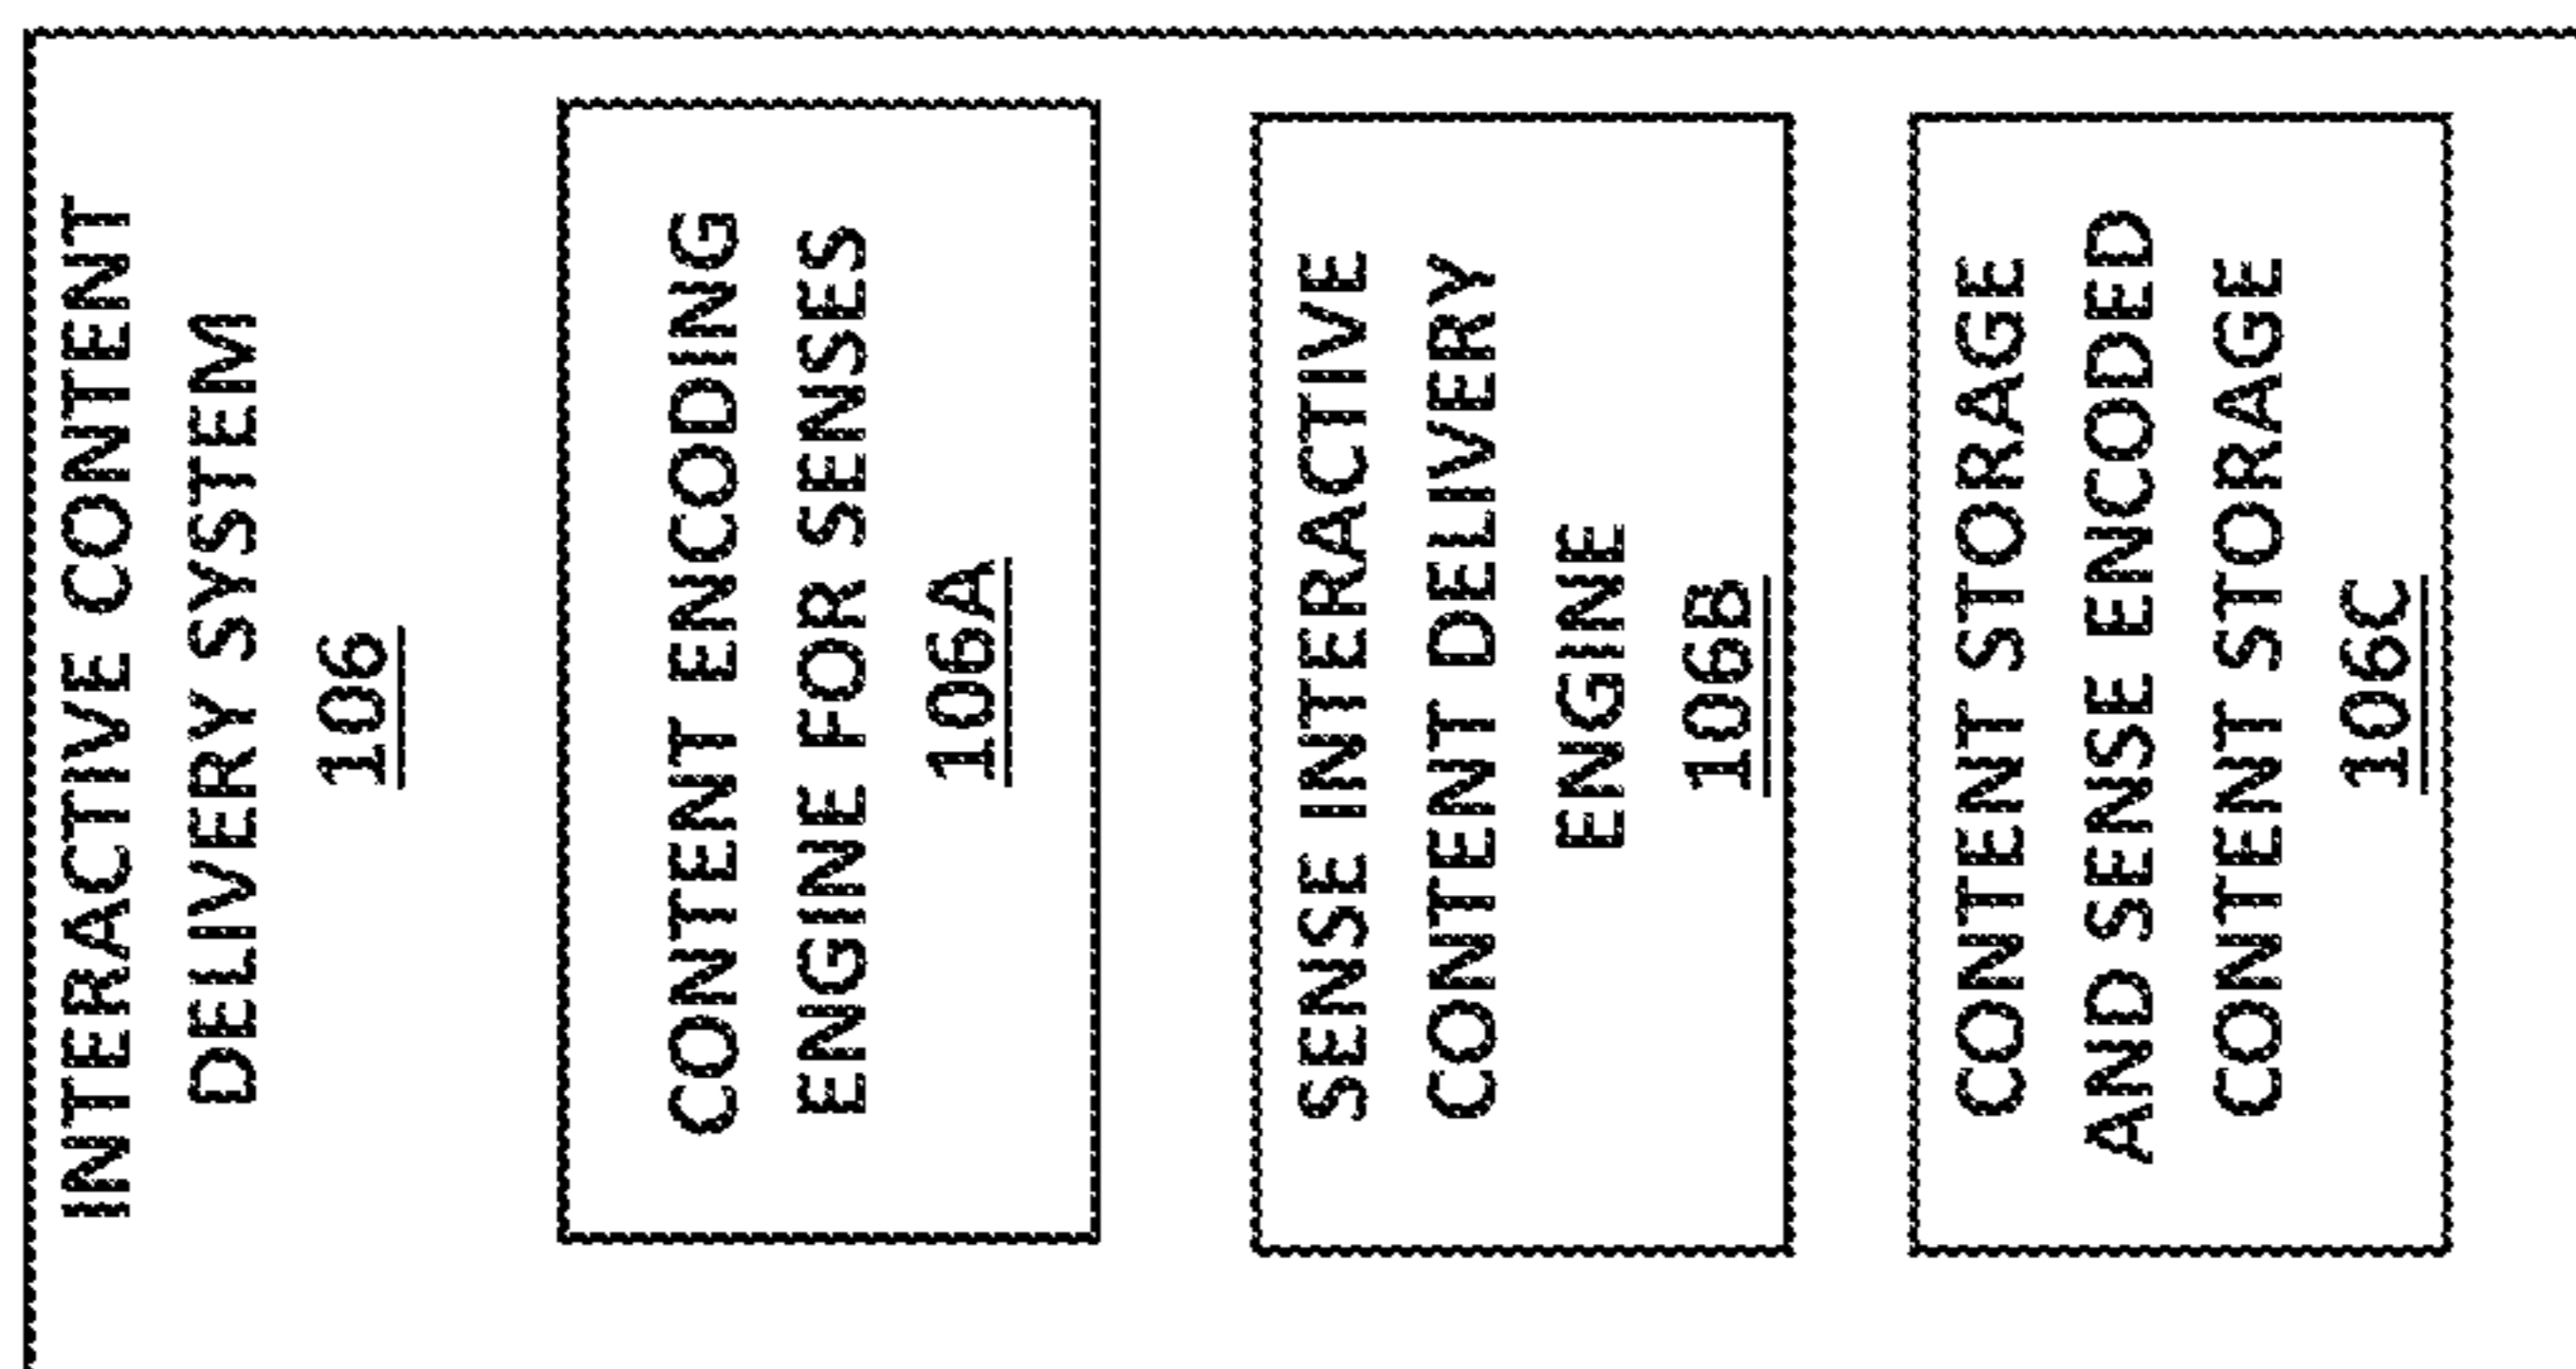 INTERACTIVE CONTENT
DELIVERY SYSTEM
106
CONTENT ENCODING
ENGINE FOR SENSES
106A
SENSE INTERACTIVE
CONTENT DELIVERY
ENGINE
106B
CONTENT STORAGE
AND SENSE ENCODED
CONTENT STORAGE
106C